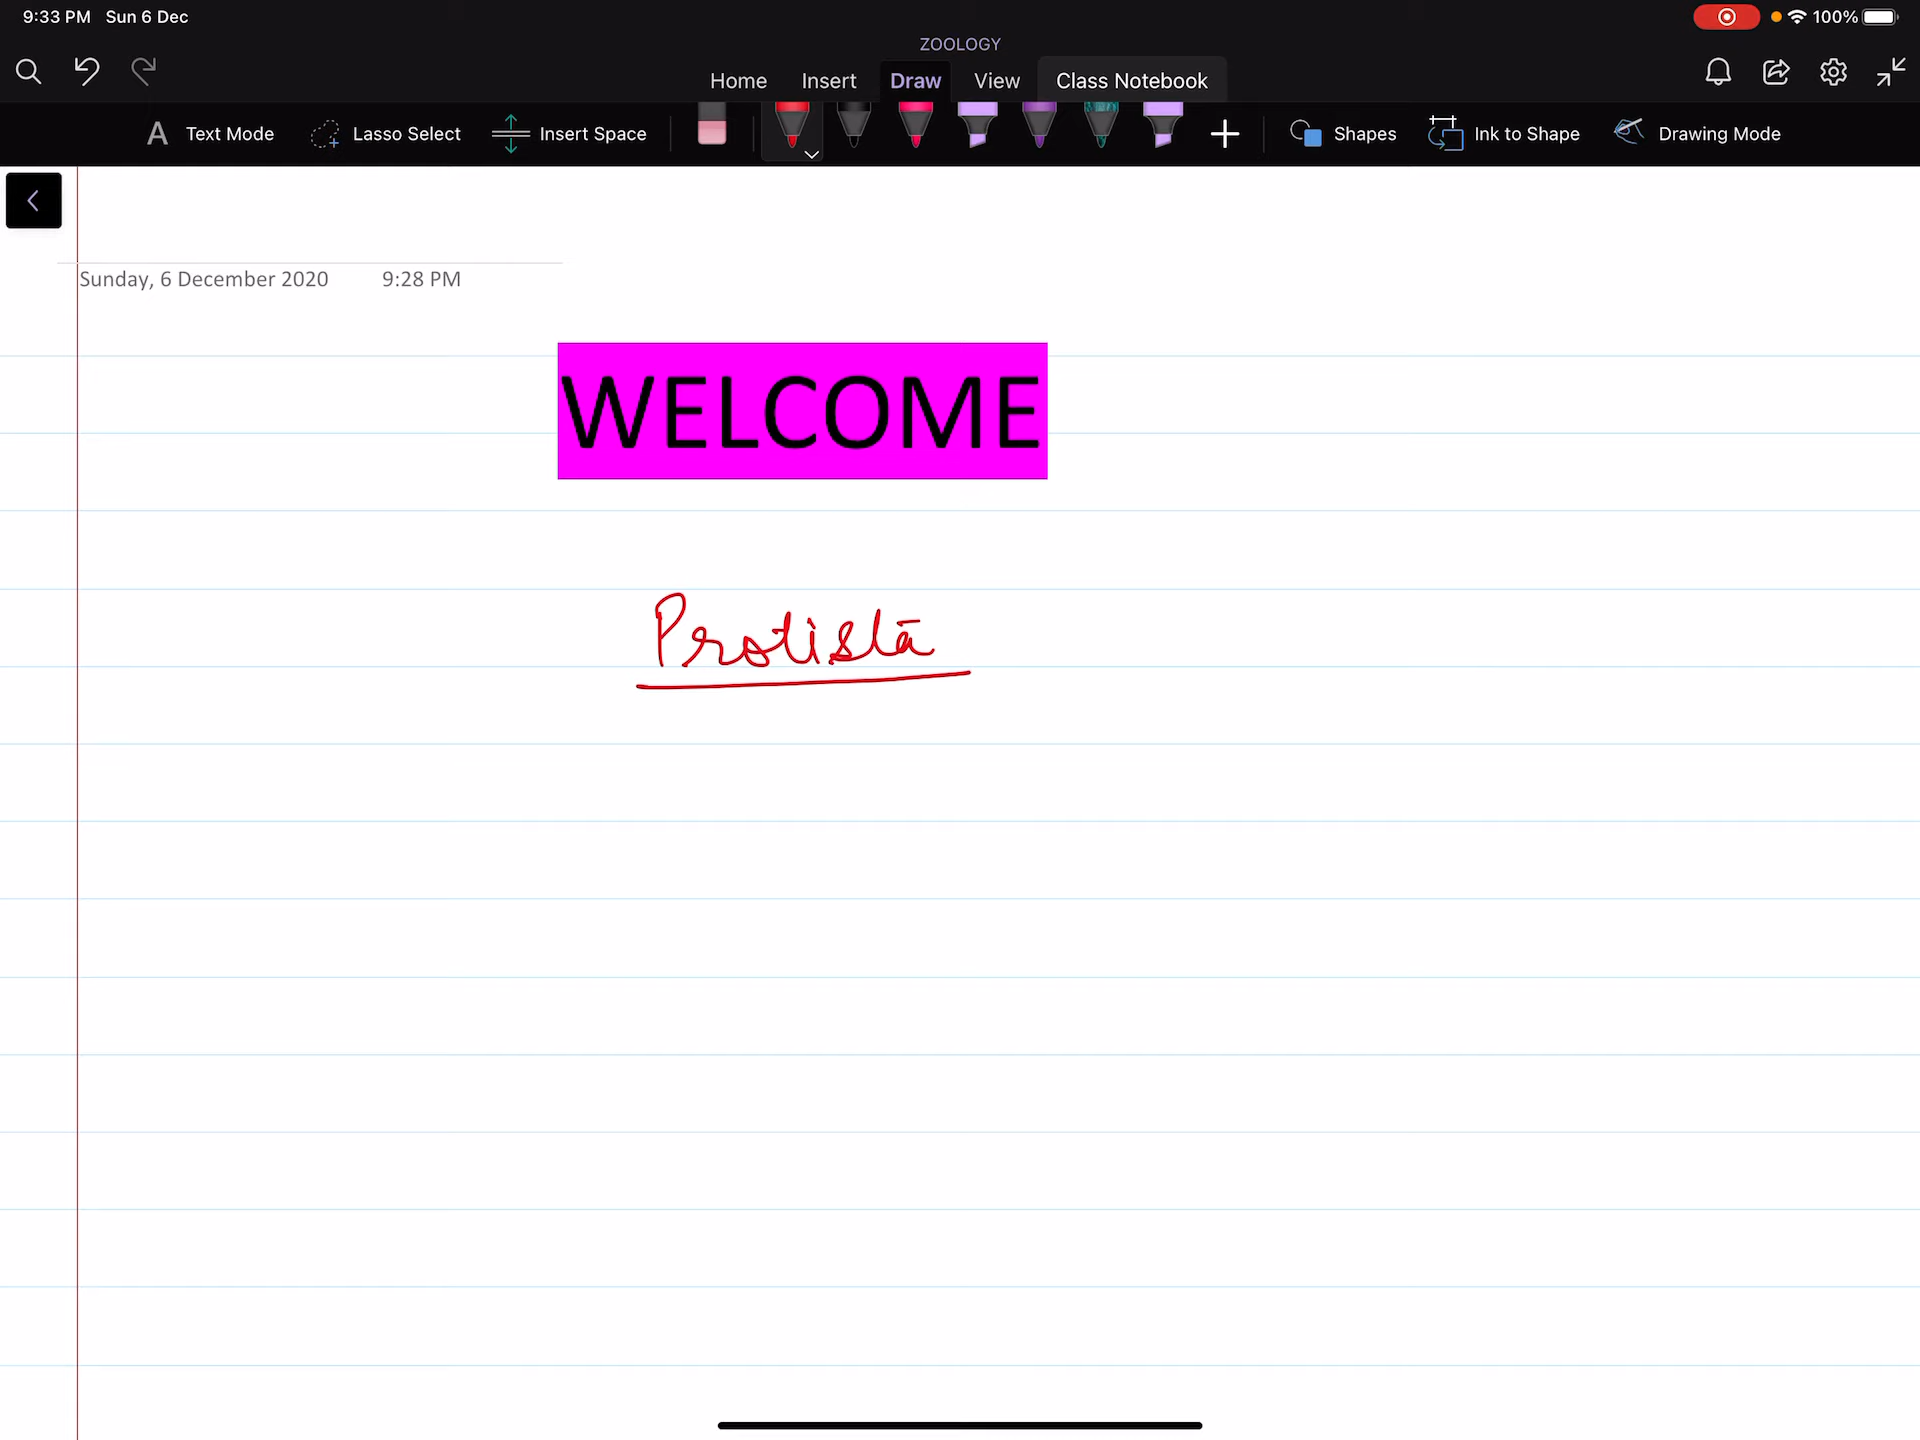 9:33 PM Sun 6 Dec
100%
ZOOLOGY
Home Insert Draw View Class Notebook
Text Mode Lasso Select Insert Space Shapes Ink to Shape Drawing Mode
Sunday, 6 December 2020 9:28 PM
WELCOME
Protista